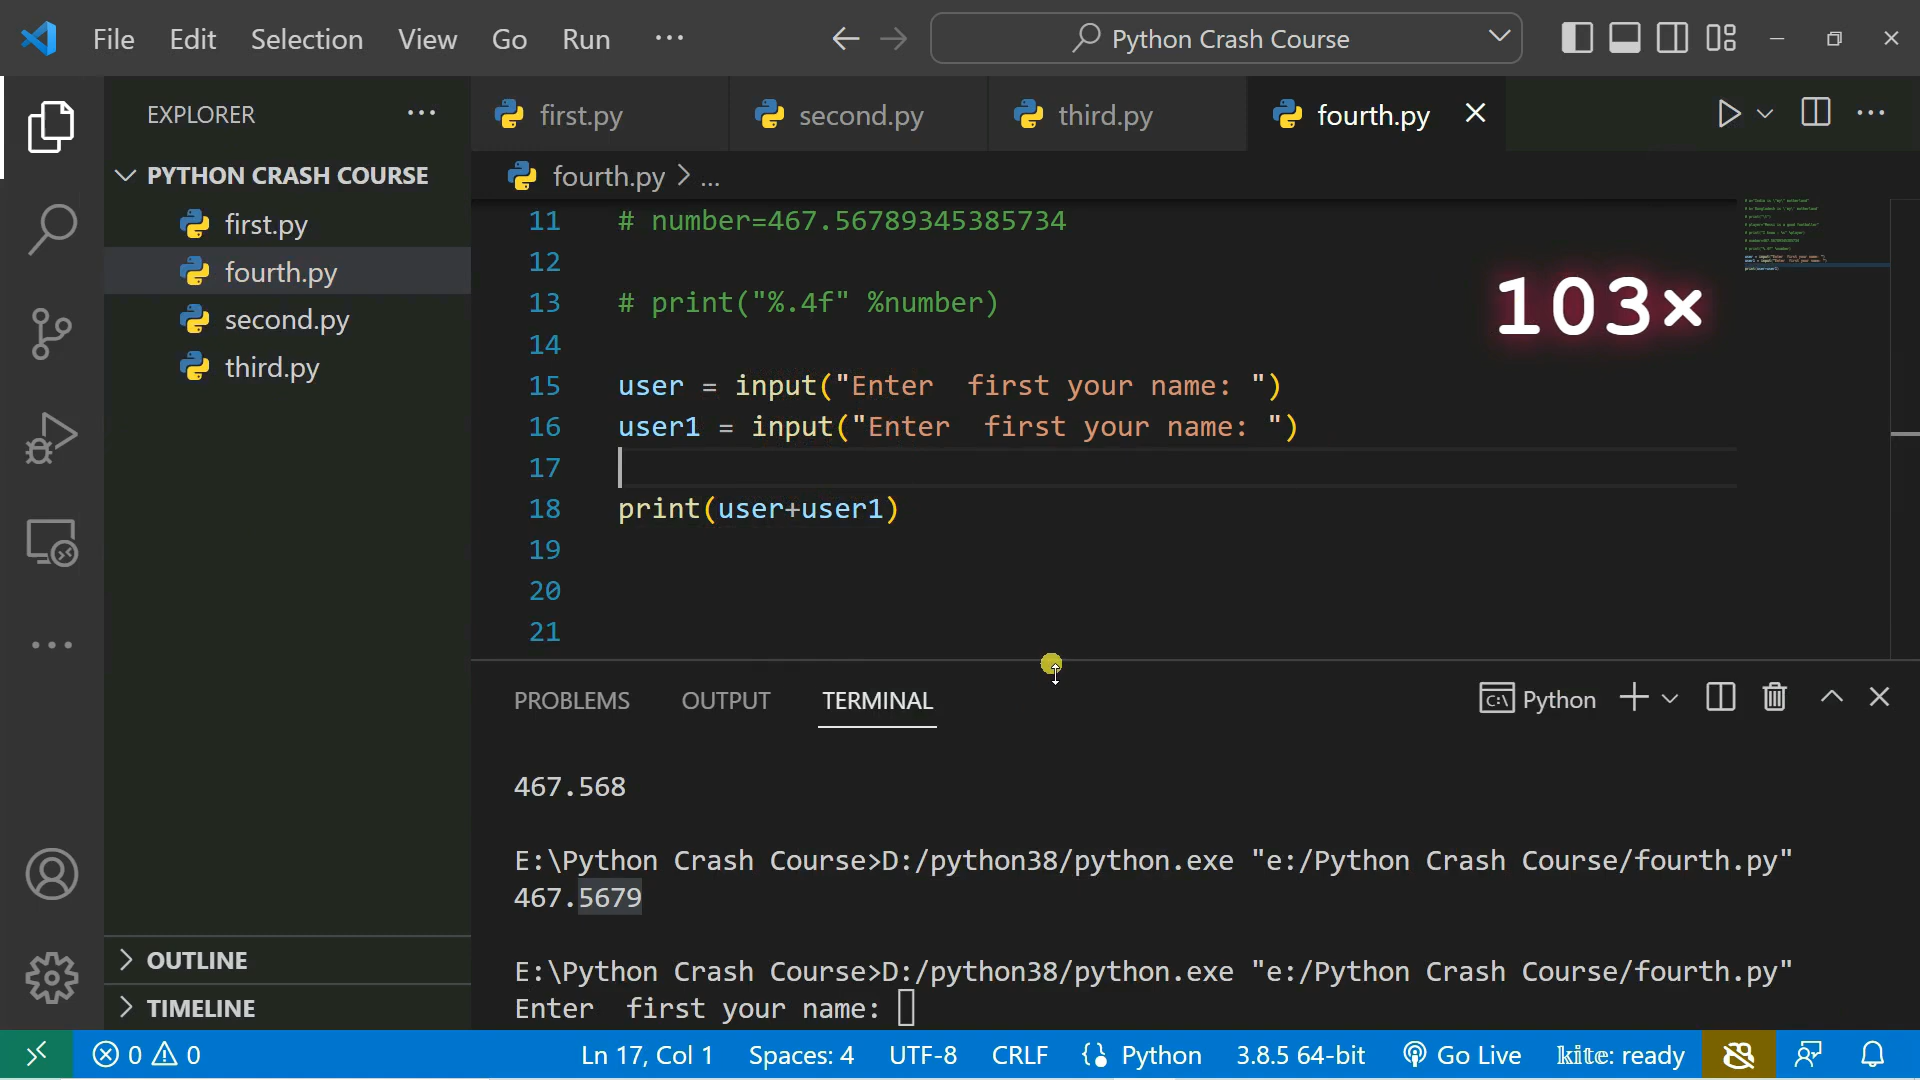 File Edit Selection View Go Run ··· Python Crash Course
EXPLORER ···
PYTHON CRASH COURSE
first.py
fourth.py
second.py
third.py
OUTLINE
TIMELINE
first.py second.py third.py fourth.py
fourth.py > ...
11 # number=467.56789345385734
12
13 # print("%.4f" %number)
14
15 user = input("Enter  first your name: ")
16 user1 = input("Enter  first your name: ")
17
18 print(user+user1)
19
20
21
103×
PROBLEMS OUTPUT TERMINAL Python
467.568
E:\Python Crash Course>D:/python38/python.exe "e:/Python Crash Course/fourth.py"
467.5679
E:\Python Crash Course>D:/python38/python.exe "e:/Python Crash Course/fourth.py"
Enter  first your name:
0 0 Ln 17, Col 1 Spaces: 4 UTF-8 CRLF Python 3.8.5 64-bit Go Live kite: ready